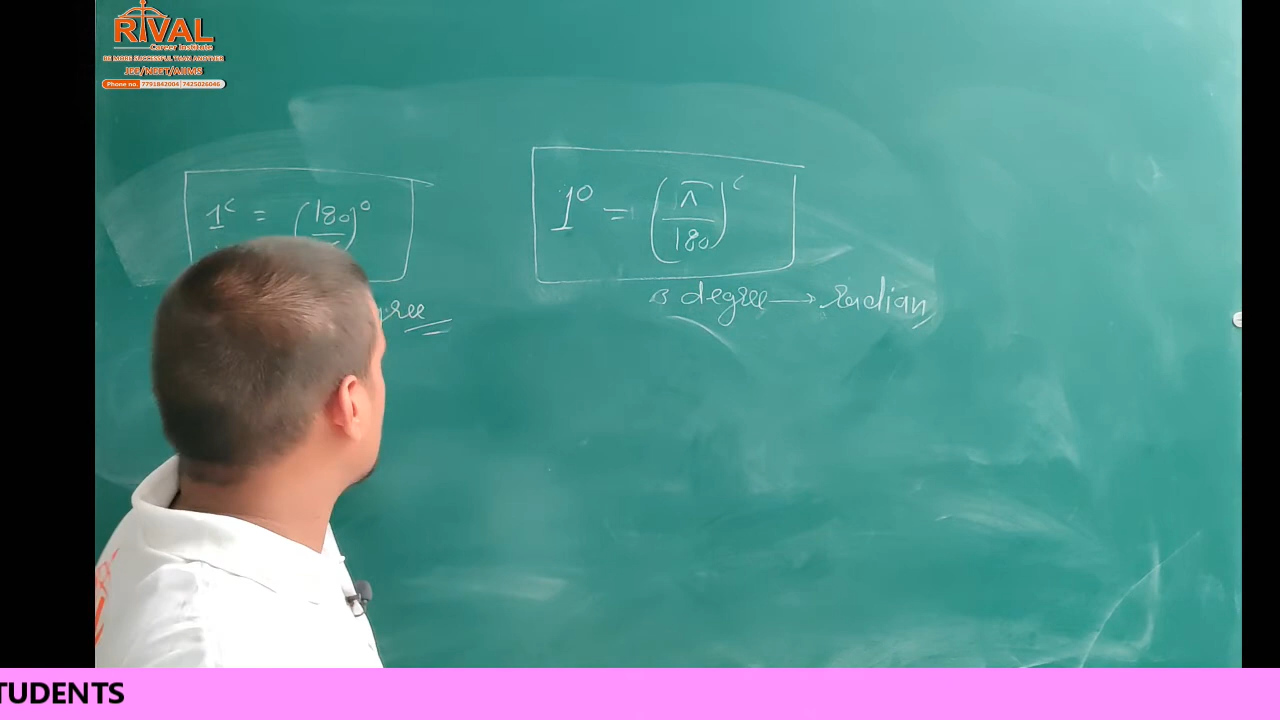 RIVAL
Career Institute
BE MORE SUCCESSFUL THAN ANOTHER
JEE/NEET/AIIMS
Phone no. 7791842004|7425026046
1ᶜ = (180)°
1° = (π/180)ᶜ
gree
degree → radian
TUDENTS